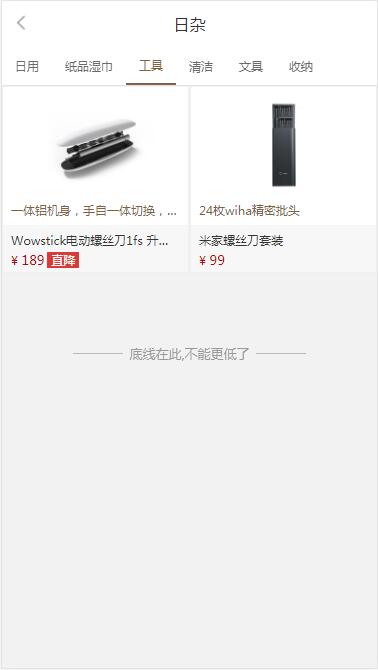 日杂
日用 纸品湿巾 工具 清洁 文具 收纳
一体铝机身，手自一体切换，...
24枚wiha精密批头
Wowstick电动螺丝刀1fs 升...
米家螺丝刀套装
¥ 189 直降
¥ 99
底线在此,不能更低了